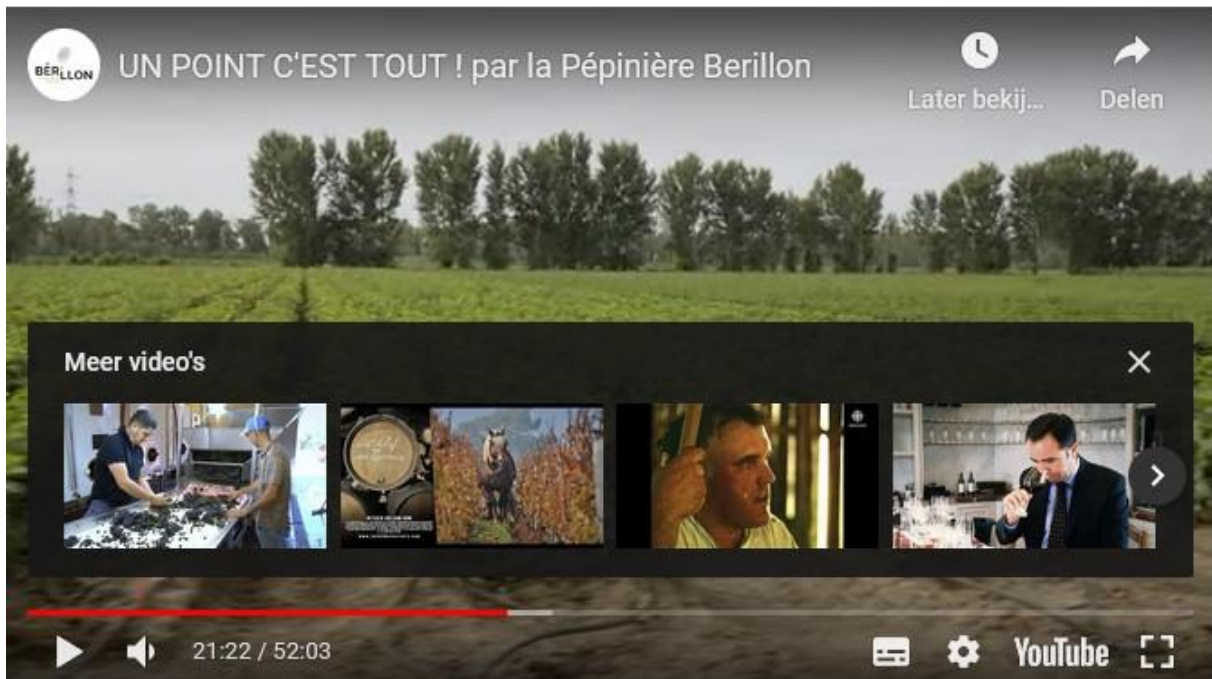 BÉRILLON
UN POINT C'EST TOUT ! par la Pépinière Berillon
Later bekij...
Delen
Meer video's
21:22 / 52:03
YouTube